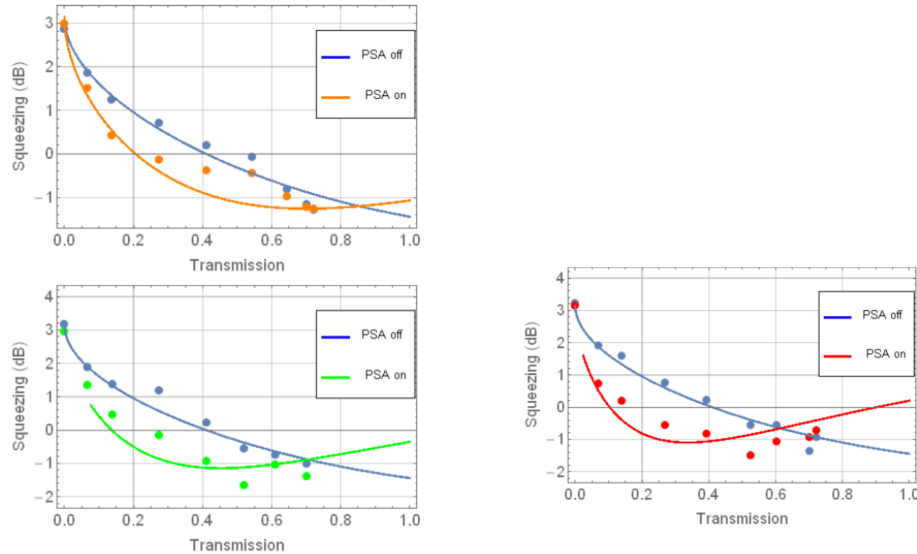 3
2
1
0
−1
Squeezing (dB)
PSA off
PSA on
0.0 0.2 0.4 0.6 0.8 1.0
Transmission
4
3
2
1
0
−1
−2
Squeezing (dB)
PSA off
PSA on
0.0 0.2 0.4 0.6 0.8 1.0
Transmission
4
3
2
1
0
−1
−2
Squeezing (dB)
PSA off
PSA on
0.0 0.2 0.4 0.6 0.8 1.0
Transmission